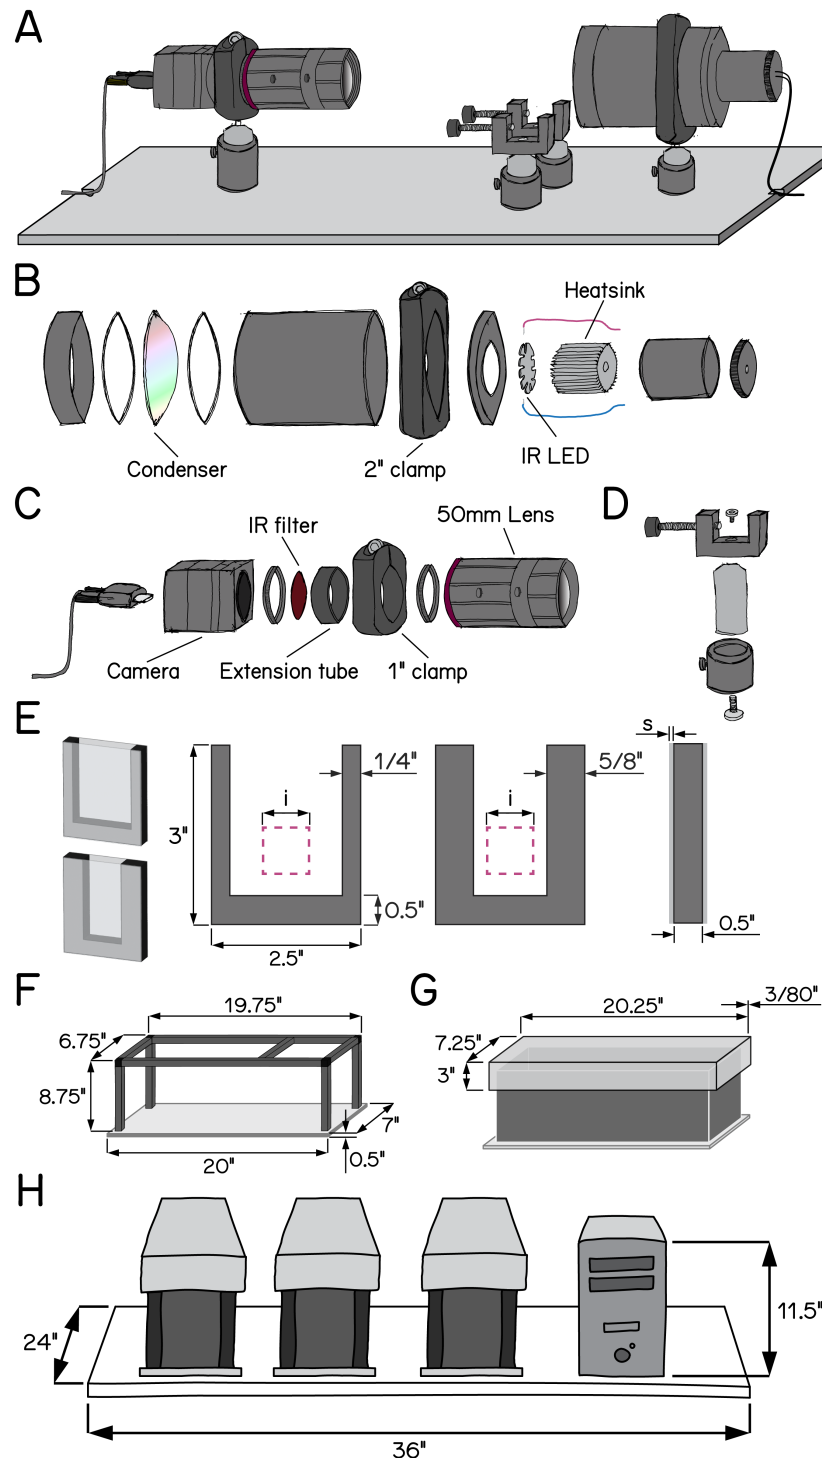 A
B
Heatsink
IR LED
Condenser
2" clamp
C
D
50mm Lens
IR filter
Camera
Extension tube
1" clamp
E
s
1/4"
5/8"
i
i
3"
0.5"
0.5"
2.5"
F
G
19.75"
20.25"
3/80"
6.75"
7.25"
3"
8.75"
7"
0.5"
20"
H
24"
11.5"
36"